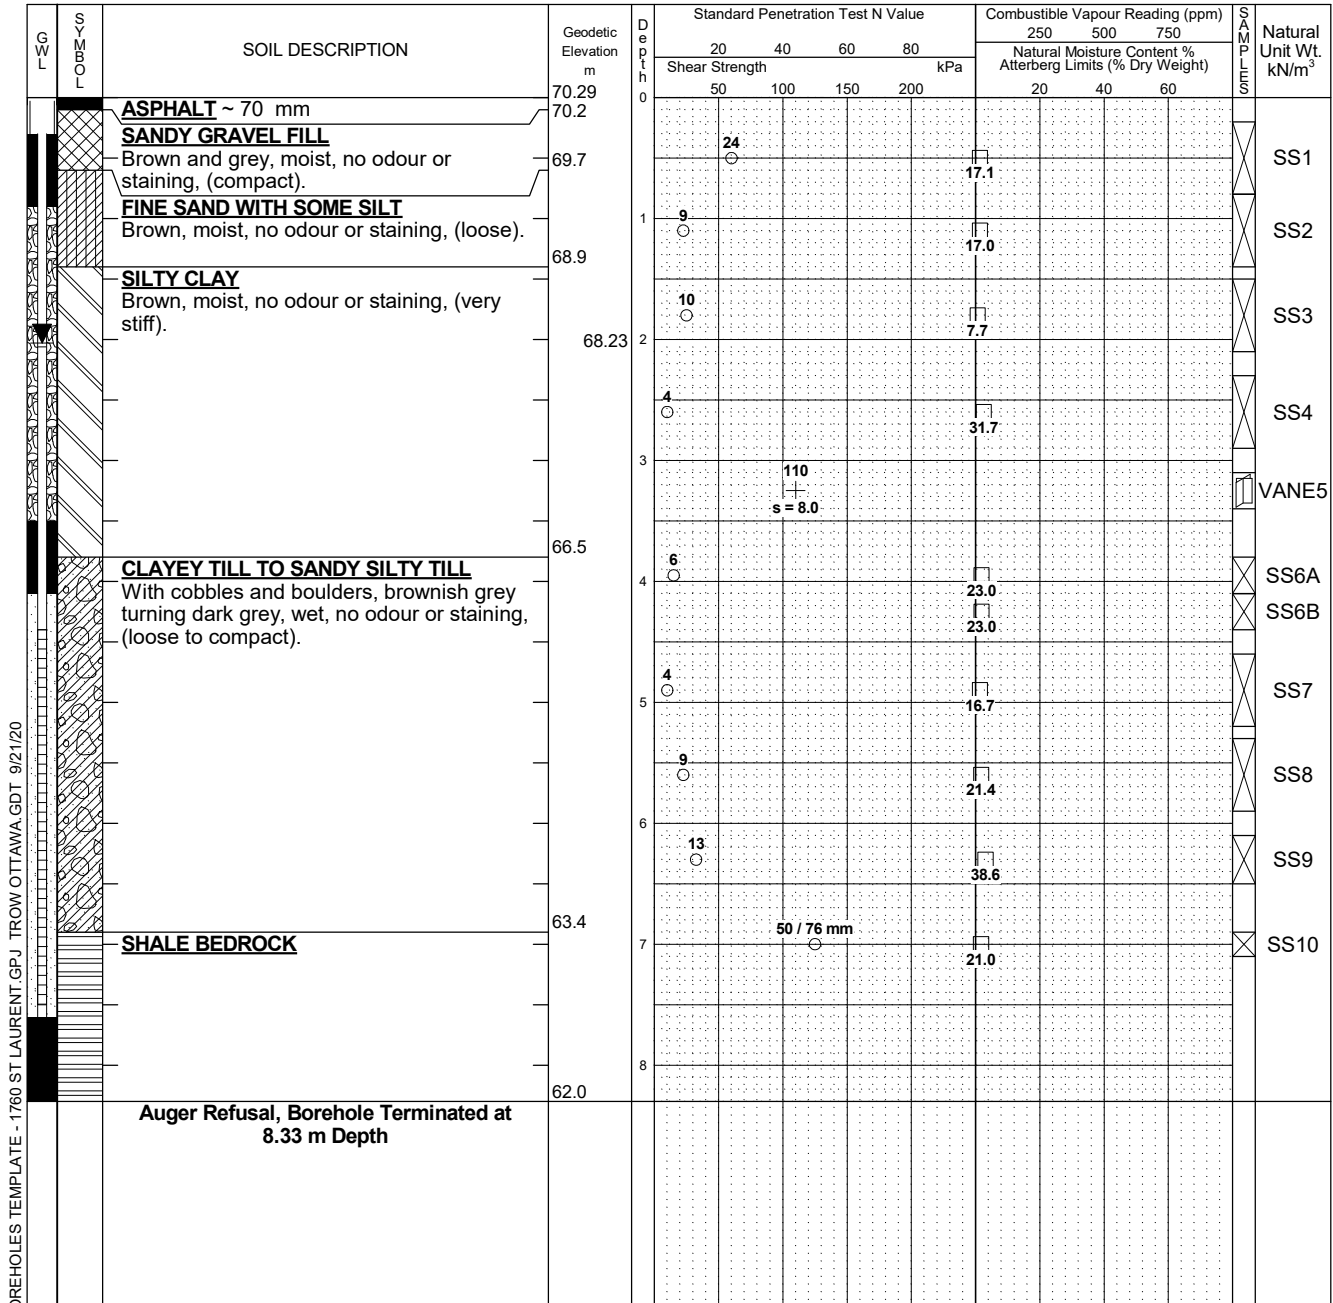 GWL
SYMBOL
SOIL DESCRIPTION
Geodetic
Elevation
m
70.29
Depth
0
Standard Penetration Test N Value
20 40 60 80
Shear Strength kPa
50 100 150 200
Combustible Vapour Reading (ppm)
250 500 750
Natural Moisture Content %
Atterberg Limits (% Dry Weight)
20 40 60
SAMPLES
Natural
Unit Wt.
kN/m³
ASPHALT ~ 70 mm
70.2
SANDY GRAVEL FILL
Brown and grey, moist, no odour or
staining, (compact).
69.7
24
17.1
SS1
FINE SAND WITH SOME SILT
Brown, moist, no odour or staining, (loose).
68.9
1
9
17.0
SS2
SILTY CLAY
Brown, moist, no odour or staining, (very
stiff).
10
7.7
SS3
68.23
2
4
31.7
SS4
3
110
s = 8.0
VANE5
66.5
CLAYEY TILL TO SANDY SILTY TILL
With cobbles and boulders, brownish grey
turning dark grey, wet, no odour or staining,
(loose to compact).
6
4
23.0
SS6A
23.0
SS6B
4
5
16.7
SS7
9
21.4
SS8
6
13
38.6
SS9
63.4
SHALE BEDROCK
50 / 76 mm
7
21.0
SS10
8
62.0
Auger Refusal, Borehole Terminated at
8.33 m Depth
OREHOLES TEMPLATE - 1760 ST LAURENT.GPJ TROW OTTAWA.GDT 9/21/20